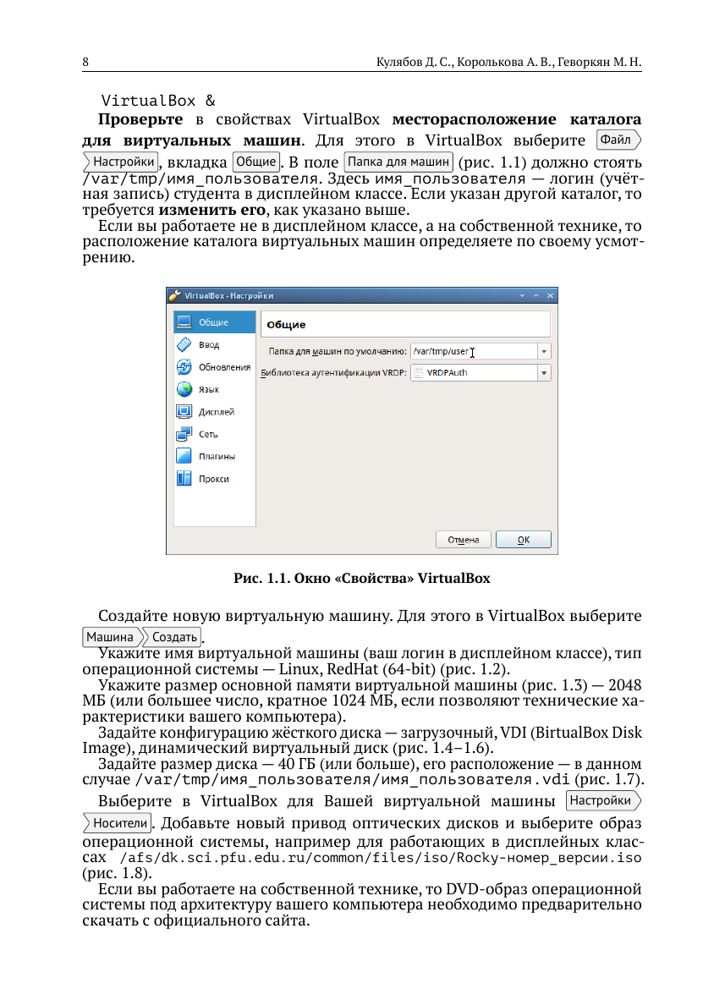 8 Кулябов Д. С., Королькова А. В., Геворкян М. Н.
VirtualBox &
Проверьте в свойствах VirtualBox месторасположение каталога
для виртуальных машин. Для этого в VirtualBox выберите Файл
Настройки, вкладка Общие. В поле Папка для машин (рис. 1.1) должно стоять
/var/tmp/имя_пользователя. Здесь имя_пользователя — логин (учёт-
ная запись) студента в дисплейном классе. Если указан другой каталог, то
требуется изменить его, как указано выше.
Если вы работаете не в дисплейном классе, а на собственной технике, то
расположение каталога виртуальных машин определяете по своему усмот-
рению.
VirtualBox - Настройки
Общие
Ввод
Обновления
Язык
Дисплей
Сеть
Плагины
Прокси
Общие
Папка для машин по умолчанию: /var/tmp/user
Библиотека аутентификации VRDP: VRDPAuth
Отмена OK
Рис. 1.1. Окно «Свойства» VirtualBox
Создайте новую виртуальную машину. Для этого в VirtualBox выберите
Машина Создать.
Укажите имя виртуальной машины (ваш логин в дисплейном классе), тип
операционной системы — Linux, RedHat (64-bit) (рис. 1.2).
Укажите размер основной памяти виртуальной машины (рис. 1.3) — 2048
МБ (или большее число, кратное 1024 МБ, если позволяют технические ха-
рактеристики вашего компьютера).
Задайте конфигурацию жёсткого диска — загрузочный, VDI (BirtualBox Disk
Image), динамический виртуальный диск (рис. 1.4–1.6).
Задайте размер диска — 40 ГБ (или больше), его расположение — в данном
случае /var/tmp/имя_пользователя/имя_пользователя.vdi (рис. 1.7).
Выберите в VirtualBox для Вашей виртуальной машины Настройки
Носители. Добавьте новый привод оптических дисков и выберите образ
операционной системы, например для работающих в дисплейных клас-
сах /afs/dk.sci.pfu.edu.ru/common/files/iso/Rocky-номер_версии.iso
(рис. 1.8).
Если вы работаете на собственной технике, то DVD-образ операционной
системы под архитектуру вашего компьютера необходимо предварительно
скачать с официального сайта.